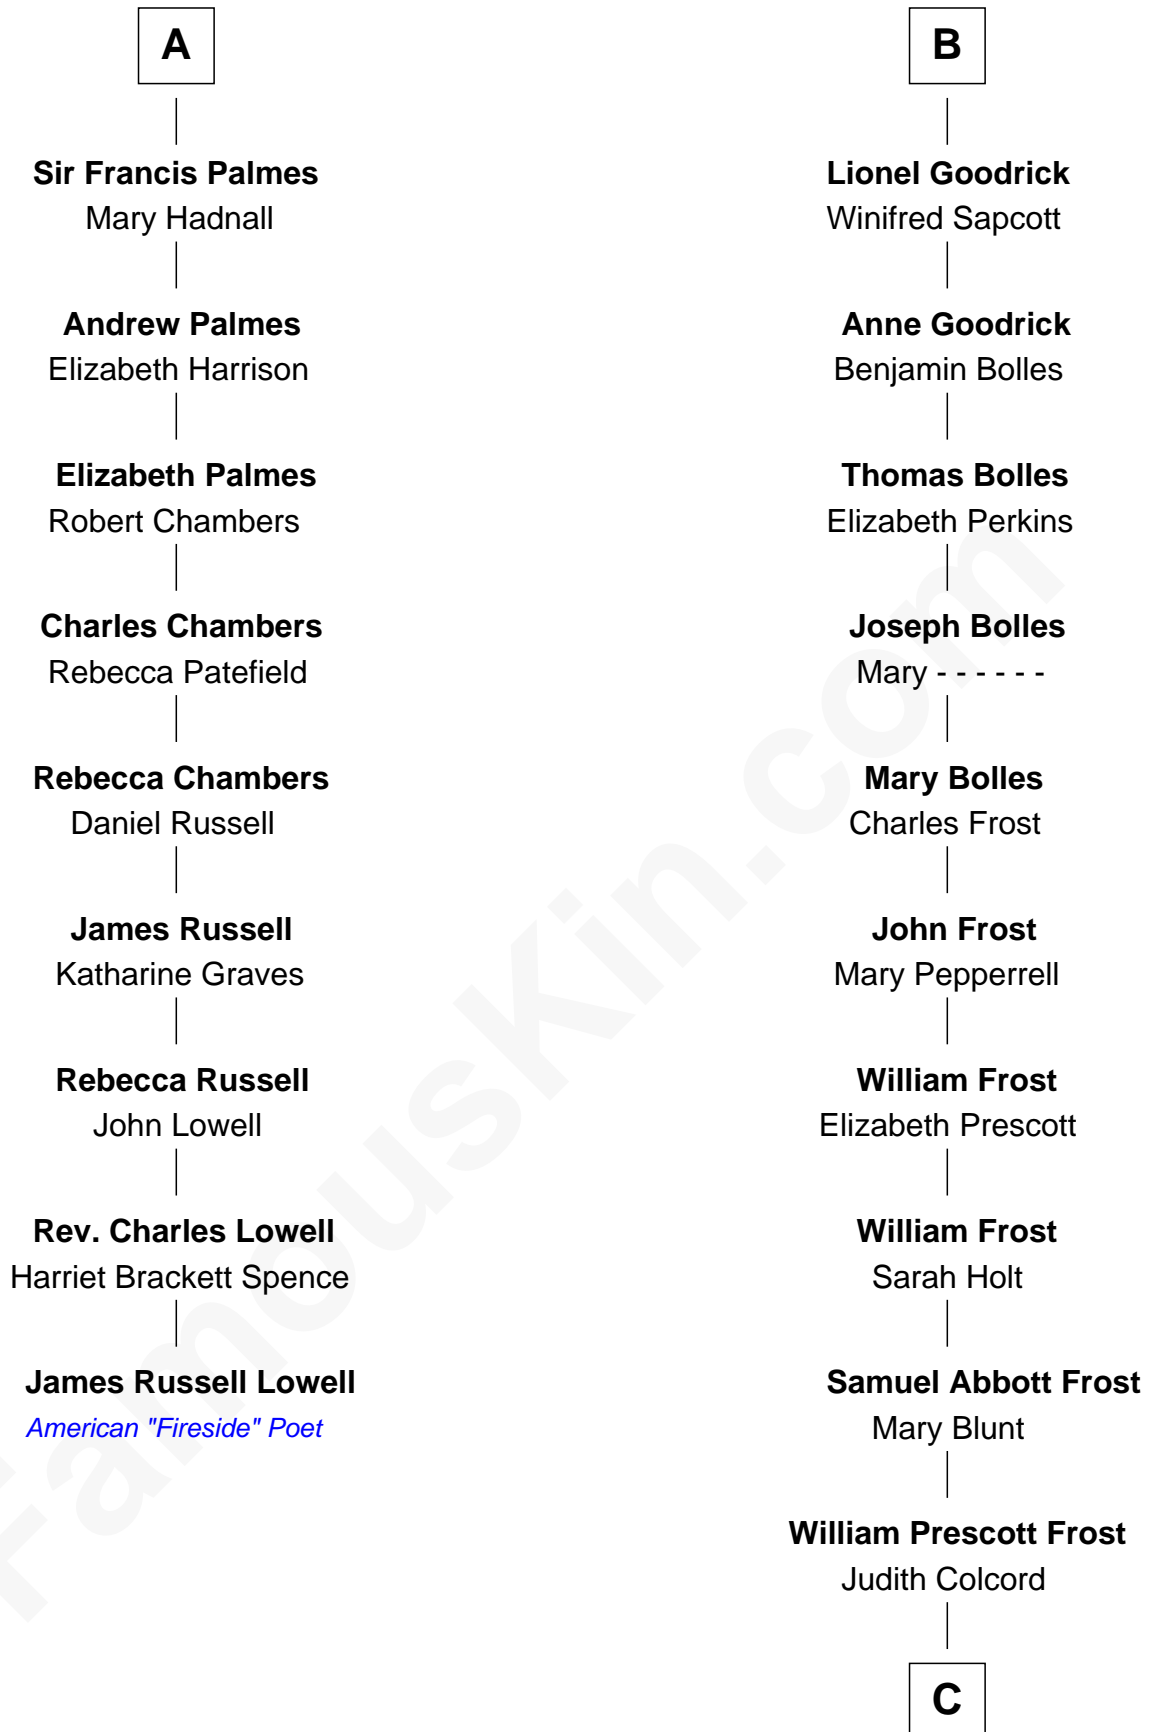 A
Sir Francis Palmes
Mary Hadnall
Andrew Palmes
Elizabeth Harrison
Elizabeth Palmes
Robert Chambers
Charles Chambers
Rebecca Patefield
Rebecca Chambers
Daniel Russell
James Russell
Katharine Graves
Rebecca Russell
John Lowell
Rev. Charles Lowell
Harriet Brackett Spence
James Russell Lowell
American "Fireside" Poet
B
Lionel Goodrick
Winifred Sapcott
Anne Goodrick
Benjamin Bolles
Thomas Bolles
Elizabeth Perkins
Joseph Bolles
Mary - - - - - -
Mary Bolles
Charles Frost
John Frost
Mary Pepperrell
William Frost
Elizabeth Prescott
William Frost
Sarah Holt
Samuel Abbott Frost
Mary Blunt
William Prescott Frost
Judith Colcord
C
FamousKin.com